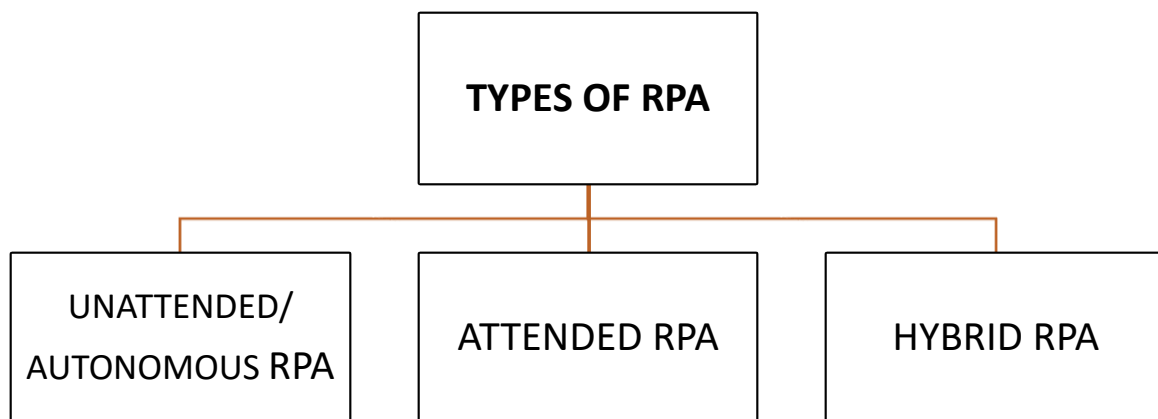 TYPES OF RPA
UNATTENDED/
AUTONOMOUS RPA
ATTENDED RPA
HYBRID RPA